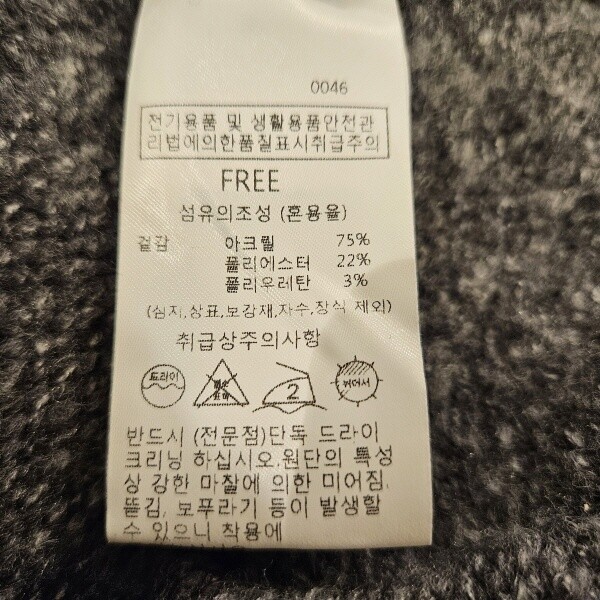 0046
전기용품 및 생활용품안전관
리법에의한품질표시취급주의
FREE
섬유의조성 (혼용율)
겉감 아크릴 75%
폴리에스터 22%
폴리우레탄 3%
(심지,상표,보강재,자수,장식 제외)
취급상주의사항
드라이 염소표백 2 뉘어서
반드시 (전문점)단독 드라이
크리닝 하십시오.원단의 특성
상 강한 마찰에 의한 미어짐,
뜯김, 보푸라기 등이 발생할
수 있으니 착용에